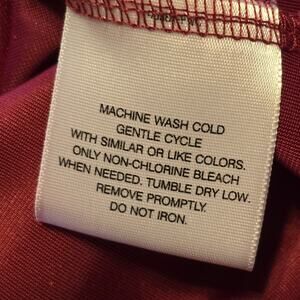 MACHINE WASH COLD
GENTLE CYCLE
WITH SIMILAR OR LIKE COLORS.
ONLY NON-CHLORINE BLEACH
WHEN NEEDED. TUMBLE DRY LOW.
REMOVE PROMPTLY.
DO NOT IRON.